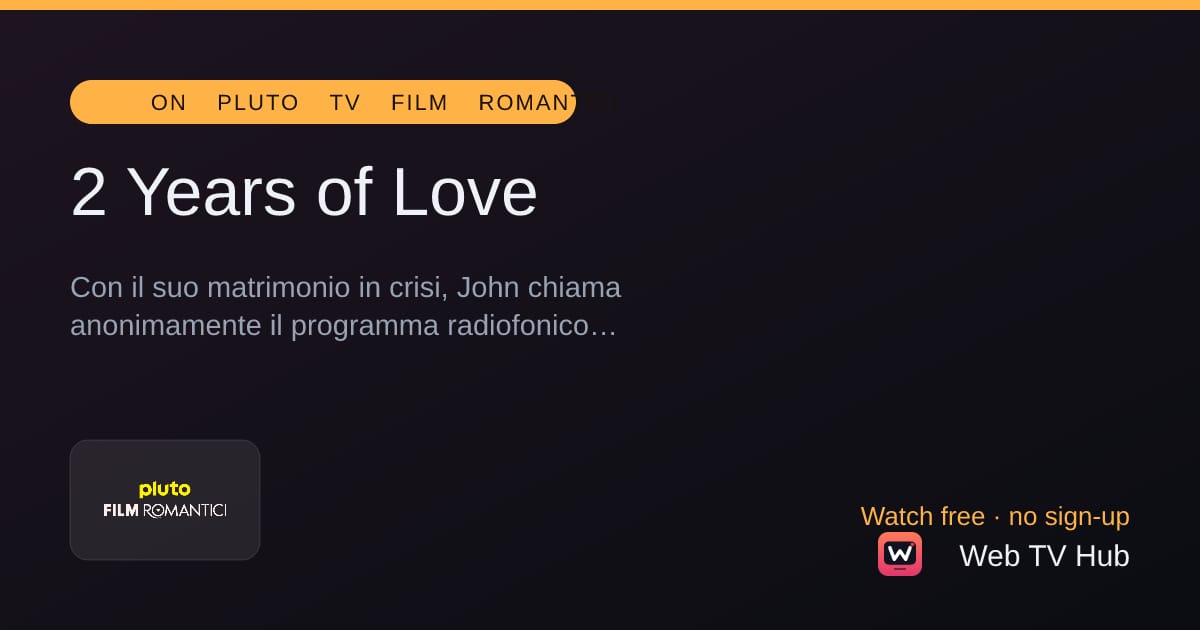 ON PLUTO TV FILM ROMANTICI
2 Years of Love
Con il suo matrimonio in crisi, John chiama
anonimamente il programma radiofonico…
pluto
FILM ROMANTICI
Watch free · no sign-up
W
Web TV Hub